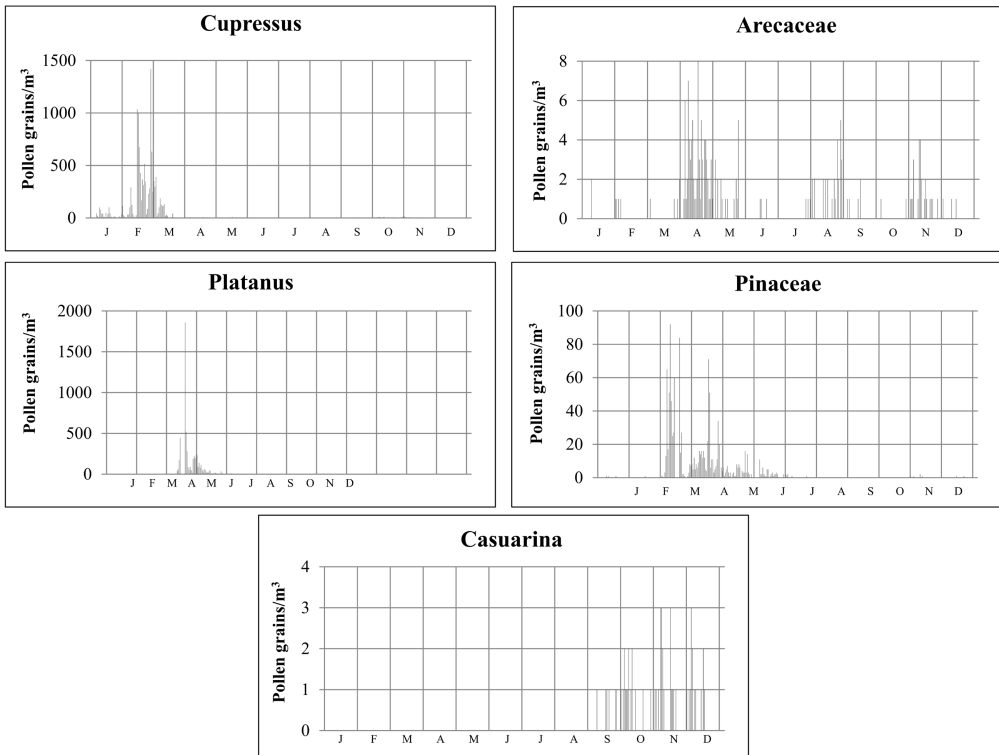 Cupressus
Pollen grains/m³
1500
1000
500
0
J F M A M J J A S O N D
Arecaceae
Pollen grains/m³
8
6
4
2
0
J F M A M J J A S O N D
Platanus
Pollen grains/m³
2000
1500
1000
500
0
J F M A M J J A S O N D
Pinaceae
Pollen grains/m³
100
80
60
40
20
0
J F M A M J J A S O N D
Casuarina
Pollen grains/m³
4
3
2
1
0
J F M A M J J A S O N D